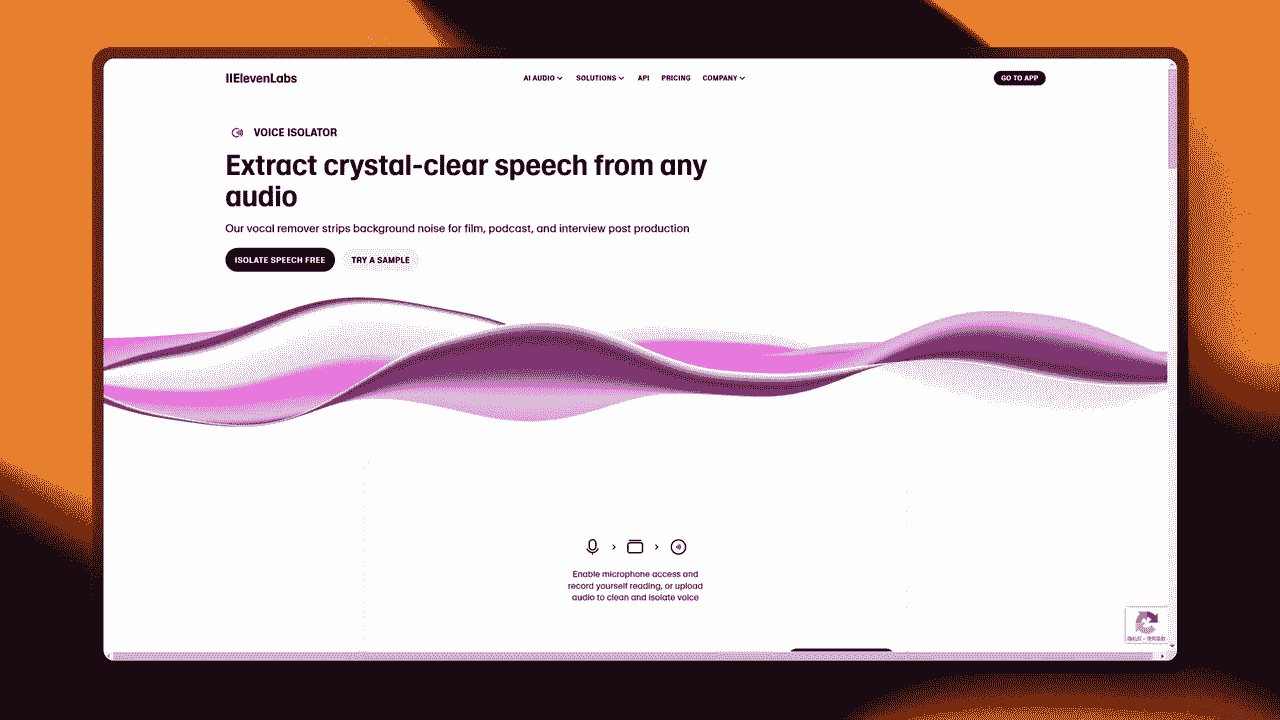 IIElevenLabs
AI AUDIO
SOLUTIONS
API
PRICING
COMPANY
GO TO APP
VOICE ISOLATOR
Extract crystal-clear speech from any
audio
Our vocal remover strips background noise for film, podcast, and interview post production
ISOLATE SPEECH FREE
TRY A SAMPLE
Enable microphone access and
record yourself reading, or upload
audio to clean and isolate voice